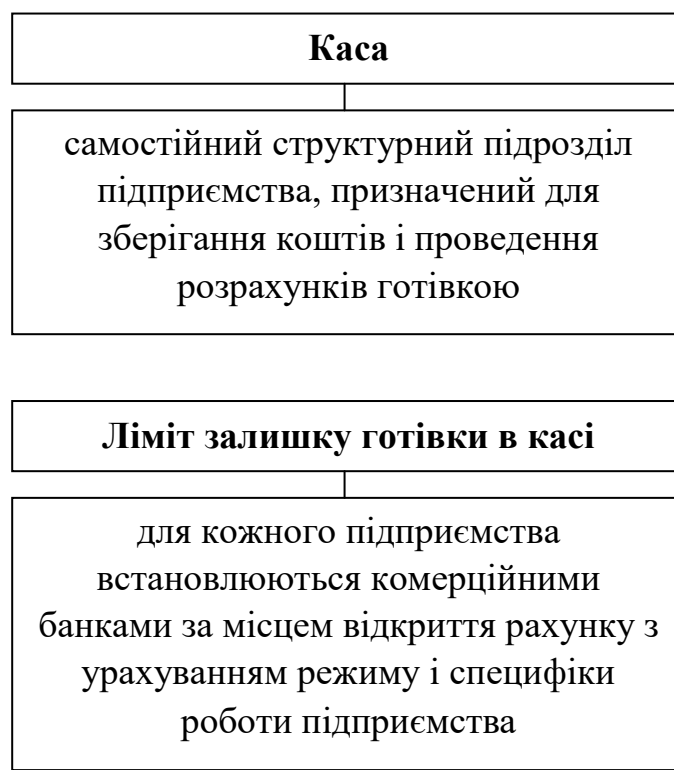 Каса
самостійний структурний підрозділ
підприємства, призначений для
зберігання коштів і проведення
розрахунків готівкою
Ліміт залишку готівки в касі
для кожного підприємства
встановлюються комерційними
банками за місцем відкриття рахунку з
урахуванням режиму і специфіки
роботи підприємства